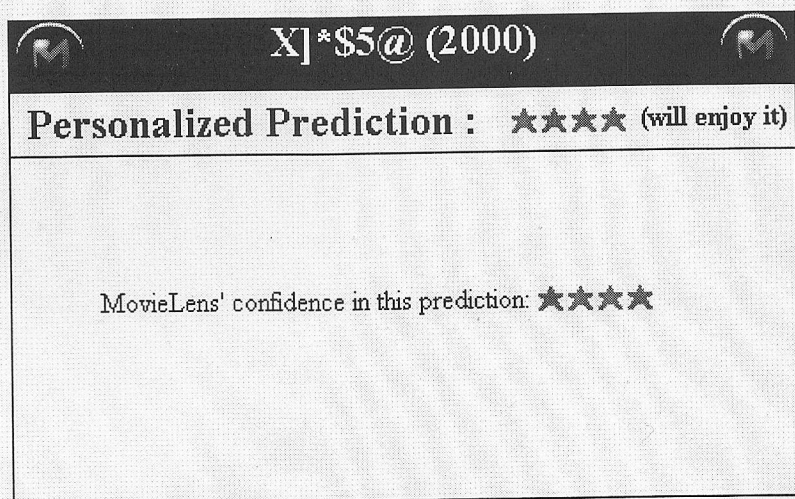 X]*$5@ (2000)
Personalized Prediction : ★★★★ (will enjoy it)
MovieLens' confidence in this prediction: ★★★★